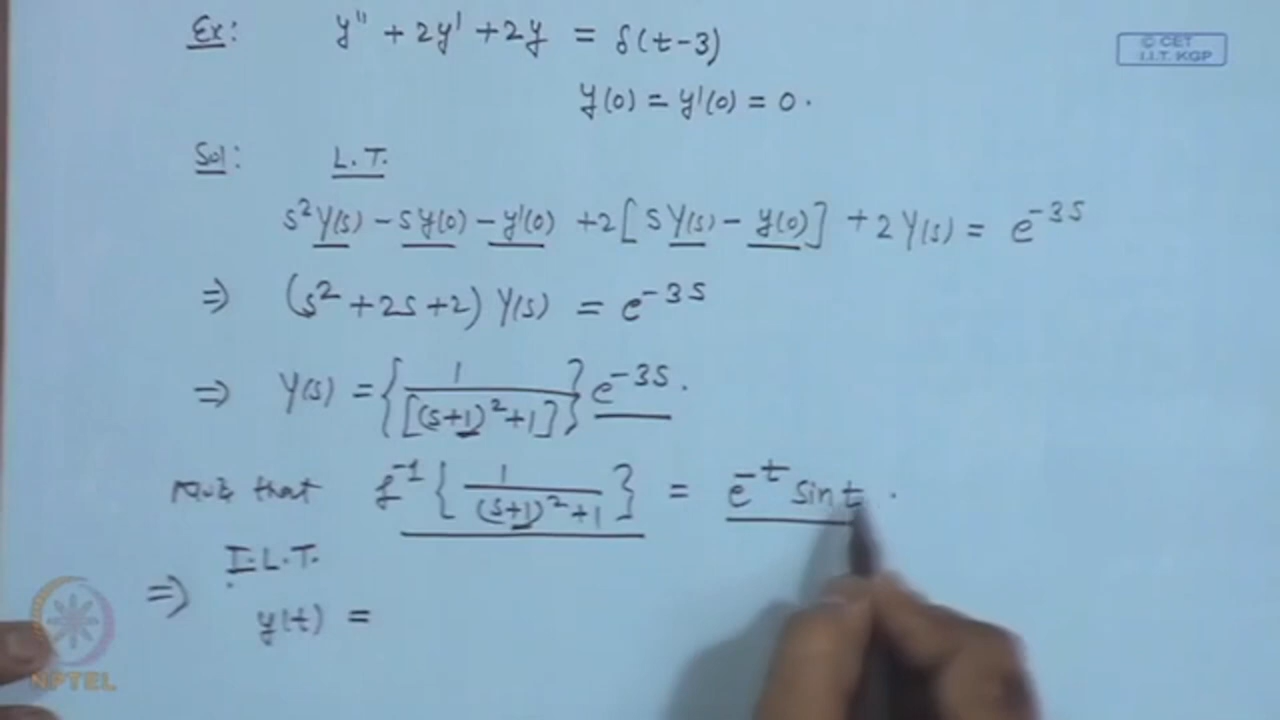 Ex: y'' + 2y' + 2y = δ(t-3)
© CET
I.I.T. KGP
y(0) = y'(0) = 0.
Sol: L.T.
s²Y(s) - sy(0) - y'(0) + 2[sY(s) - y(0)] + 2Y(s) = e^{-3s}
⇒ (s² + 2s + 2) Y(s) = e^{-3s}
⇒ Y(s) = {1/[(s+1)²+1]} e^{-3s}.
that £^{-1} {1/((s+1)²+1)} = e^{-t} sin t.
I.L.T.
⇒ y(t) =
NPTEL